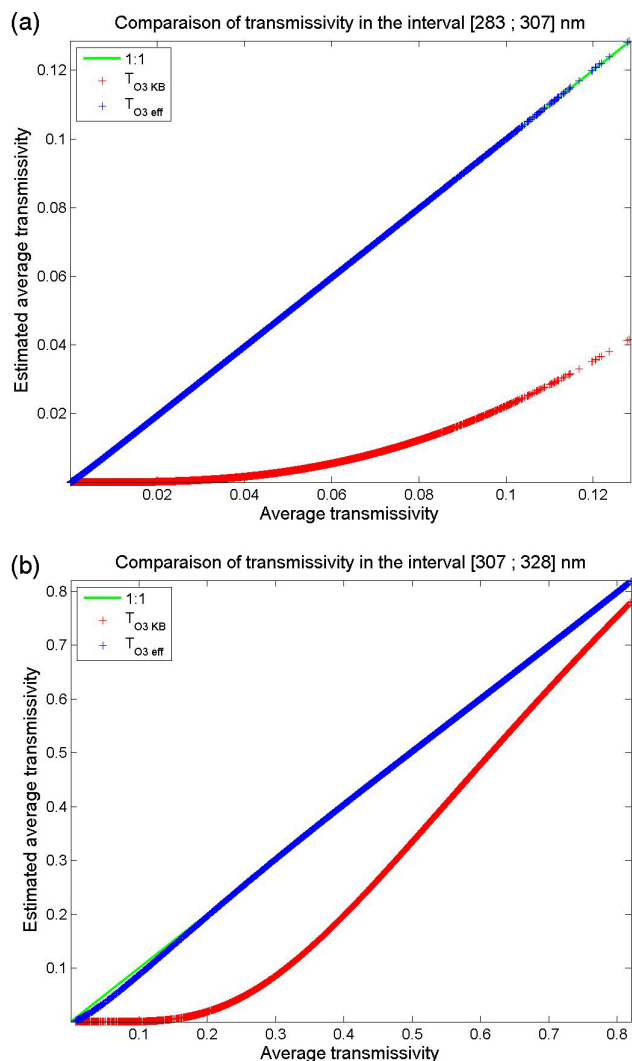 (a)
Comparaison of transmissivity in the interval [283 ; 307] nm
1:1
T O3 KB
T O3 eff
0.12
0.1
0.08
0.06
0.04
0.02
Estimated average transmissivity
0.02 0.04 0.06 0.08 0.1 0.12
Average transmissivity
(b)
Comparaison of transmissivity in the interval [307 ; 328] nm
1:1
T O3 KB
T O3 eff
0.8
0.7
0.6
0.5
0.4
0.3
0.2
0.1
Estimated average transmissivity
0.1 0.2 0.3 0.4 0.5 0.6 0.7 0.8
Average transmissivity